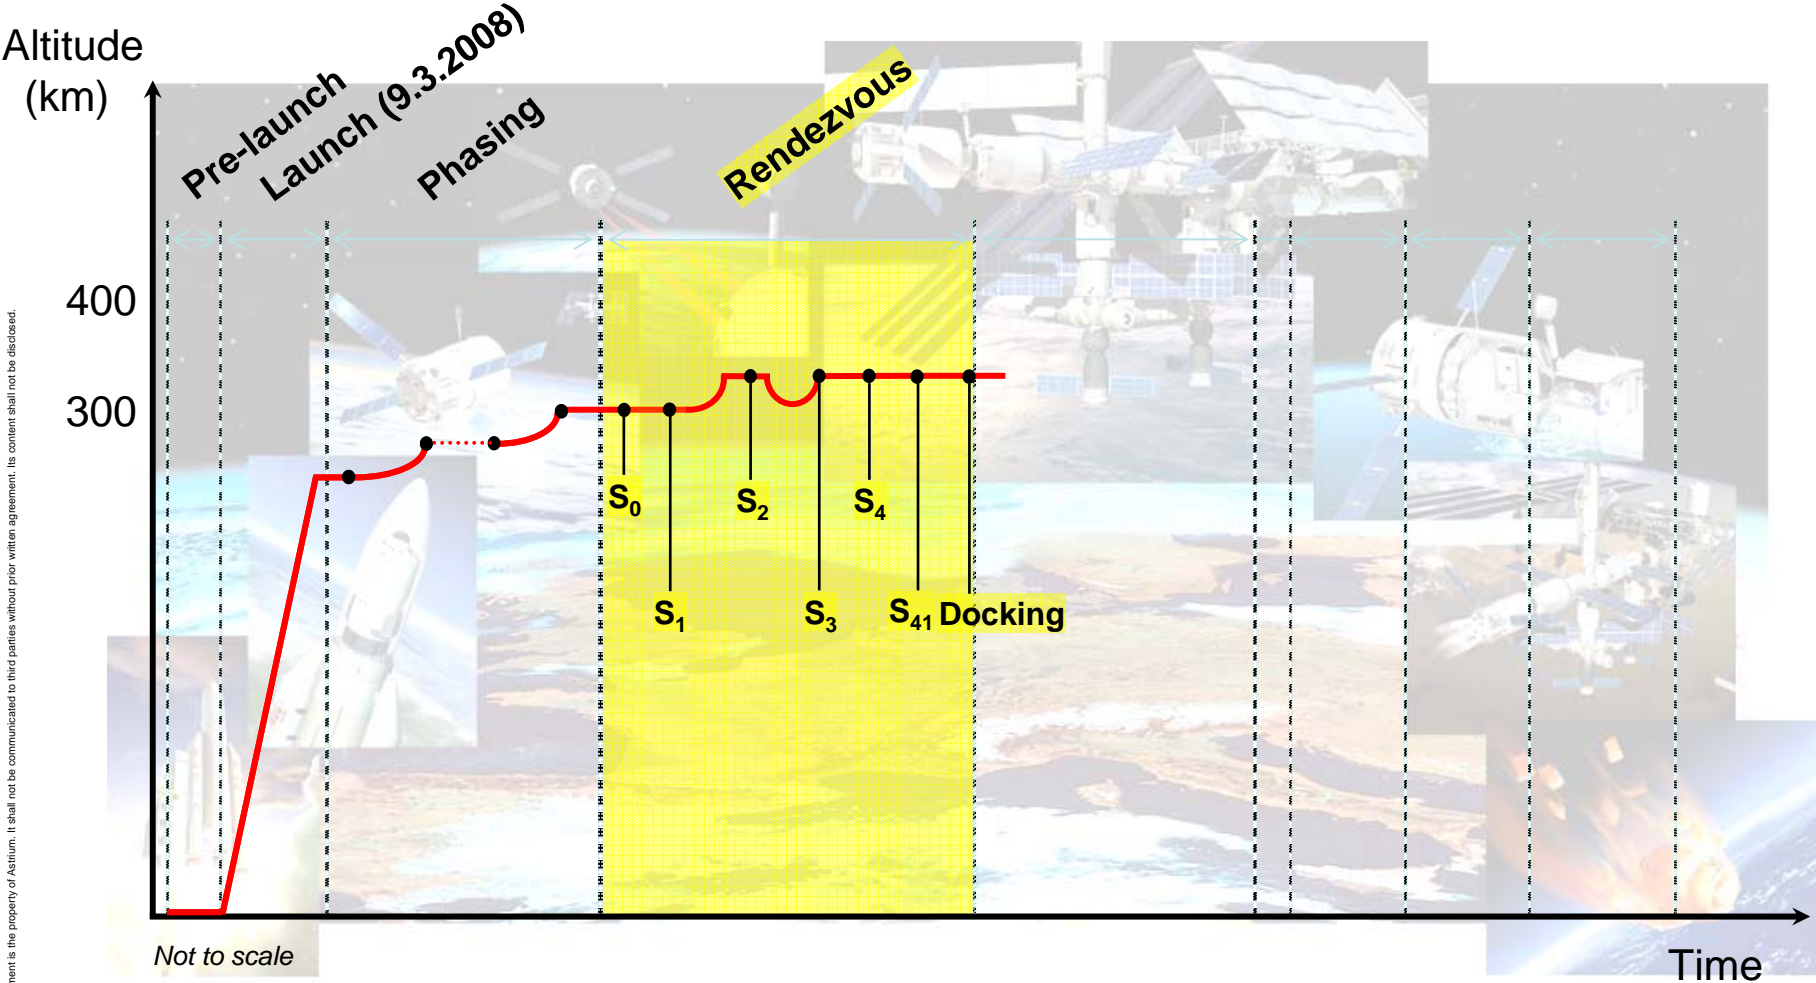 Altitude
(km)
Pre-launch
Launch (9.3.2008)
Phasing
Rendezvous
400
300
S₀
S₂
S₄
S₁
S₃
S₄₁
Docking
Not to scale
Time
ment is the property of Astrium. It shall not be communicated to third parties without prior written agreement. Its content shall not be disclosed.